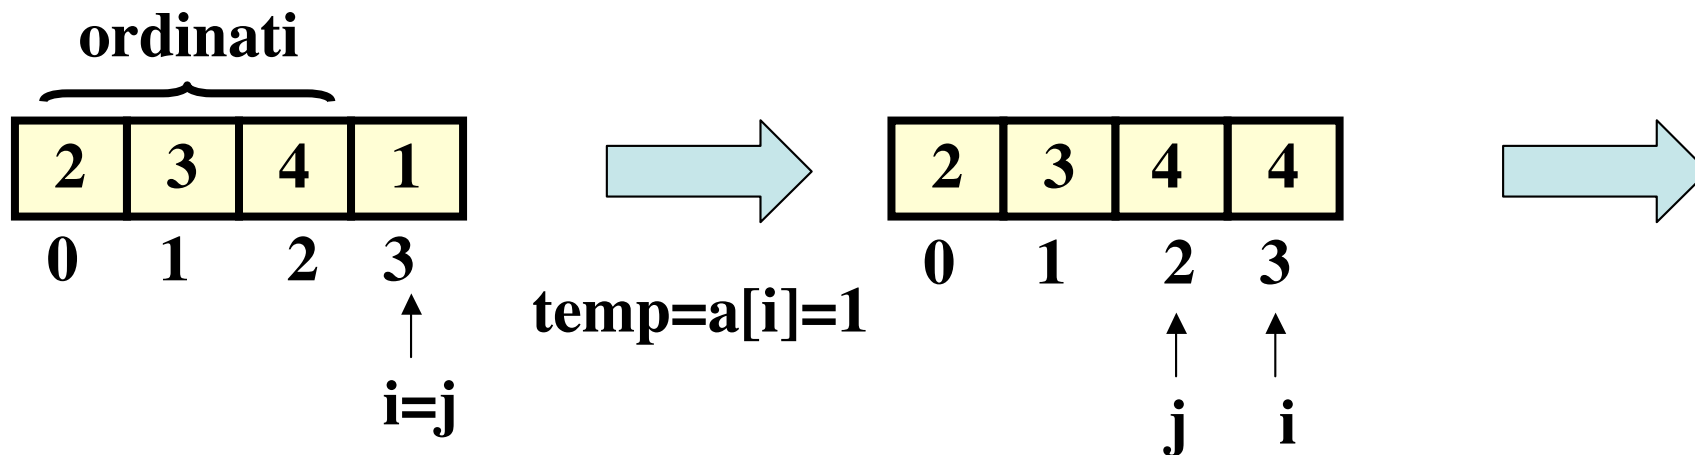 ordinati
2 3 4 1
0 1 2 3
i=j
temp=a[i]=1
2 3 4 4
0 1 2 3
j i